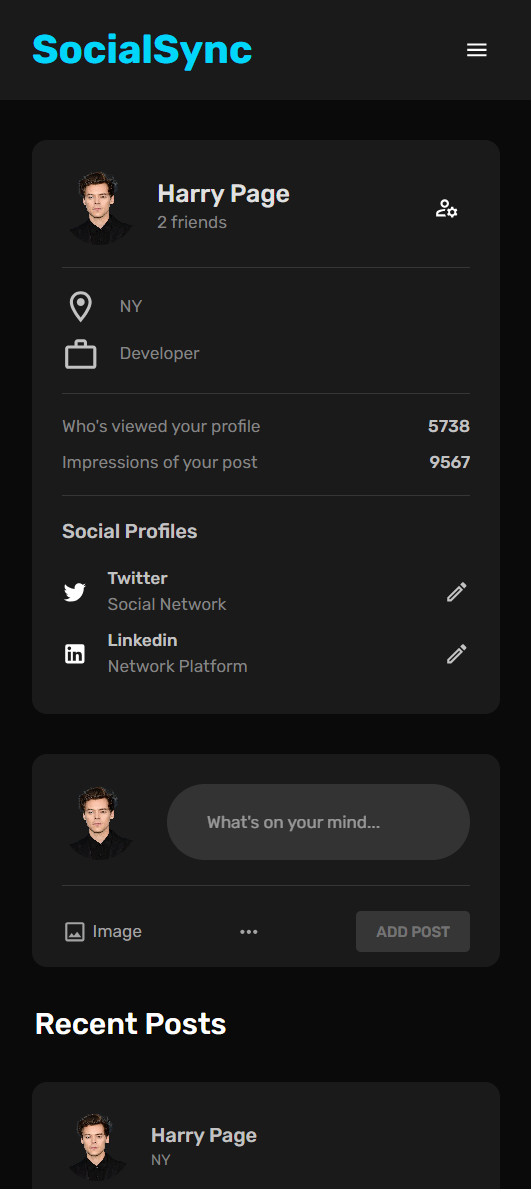 SocialSync
Harry Page
2 friends
NY
Developer
Who's viewed your profile 5738
Impressions of your post 9567
Social Profiles
Twitter
Social Network
Linkedin
Network Platform
What's on your mind...
Image ADD POST
Recent Posts
Harry Page
NY